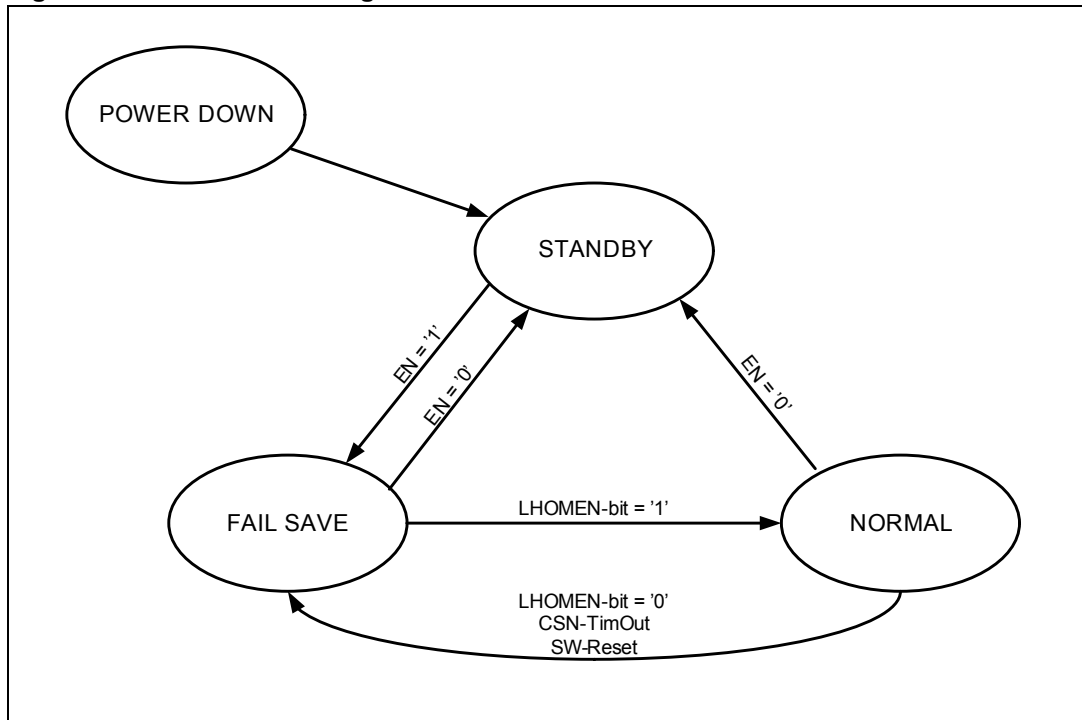 POWER DOWN
STANDBY
EN = '1'
EN = '0'
EN = '0'
FAIL SAVE
LHOMEN-bit = '1'
NORMAL
LHOMEN-bit = '0'
CSN-TimOut
SW-Reset